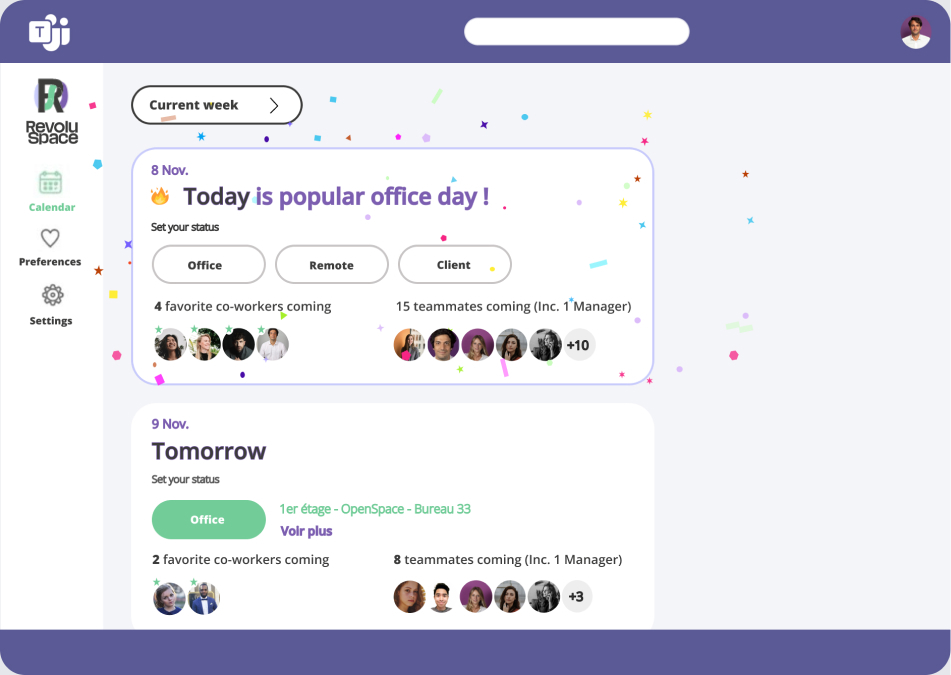 T
R
Revolu
Space
Calendar
Preferences
Settings
Current week
8 Nov.
Today is popular office day !
Set your status
Office
Remote
Client
4 favorite co-workers coming
15 teammates coming (Inc. 1 Manager)
+10
9 Nov.
Tomorrow
Set your status
Office
1er étage - OpenSpace - Bureau 33
Voir plus
2 favorite co-workers coming
8 teammates coming (Inc. 1 Manager)
+3